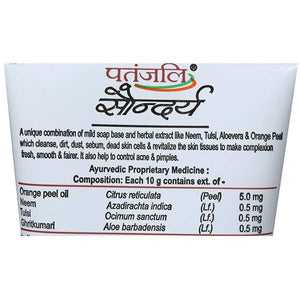 पतंजलि®
सौन्दर्य
A unique combination of mild soap base and herbal extract like Neem, Tulsi, Aloevera & Orange Peel
which cleanse, dirt, dust, sebum, dead skin cells & revitalize the skin tissues to make complexion
fresh, smooth & fairer. It also help to control acne & pimples.
Ayurvedic Proprietary Medicine :
Composition: Each 10 g contains ext. of -
Orange peel oil Citrus reticulata (Peel) 5.0 mg
Neem Azadirachta indica (Lf.) 0.5 mg
Tulsi Ocimum sanctum (Lf.) 0.5 mg
Ghritkumari Aloe barbadensis (Lf.) 0.5 mg